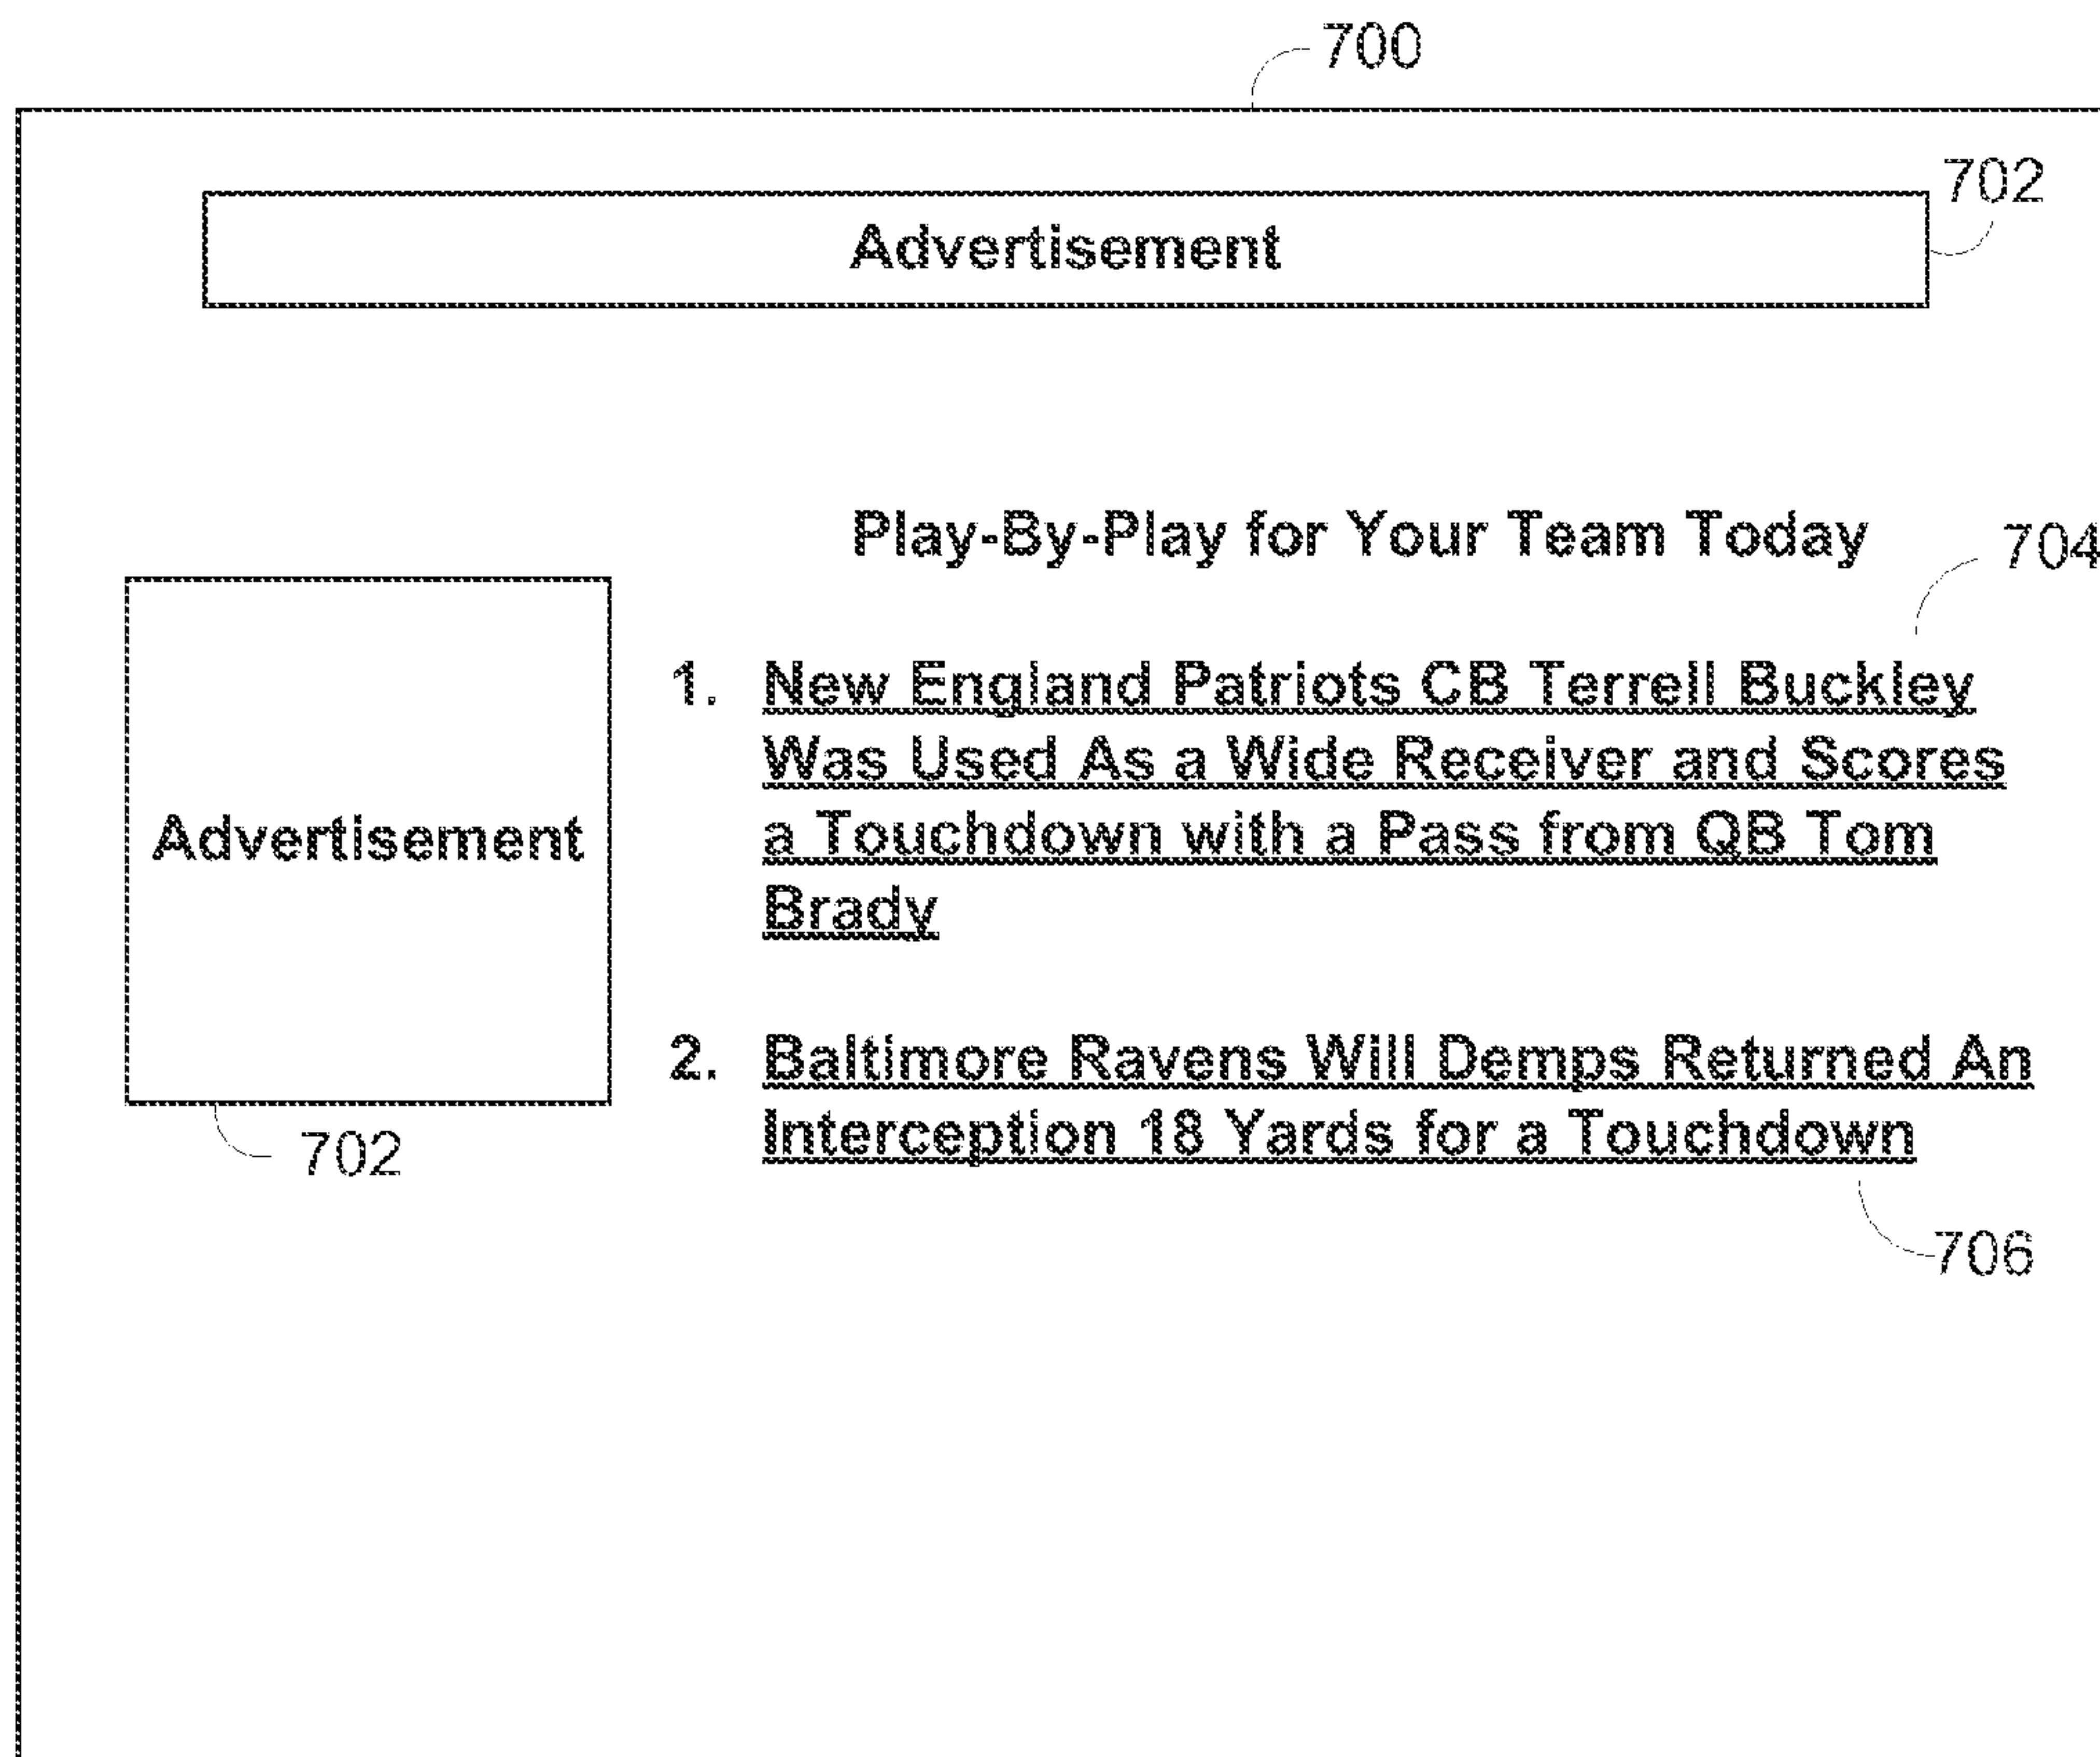 700
702
Advertisement
Play-By-Play for Your Team Today
704
1. New England Patriots CB Terrell Buckley
Was Used As a Wide Receiver and Scores
a Touchdown with a Pass from QB Tom
Brady
Advertisement
2. Baltimore Ravens Will Demps Returned An
Interception 18 Yards for a Touchdown
702
706